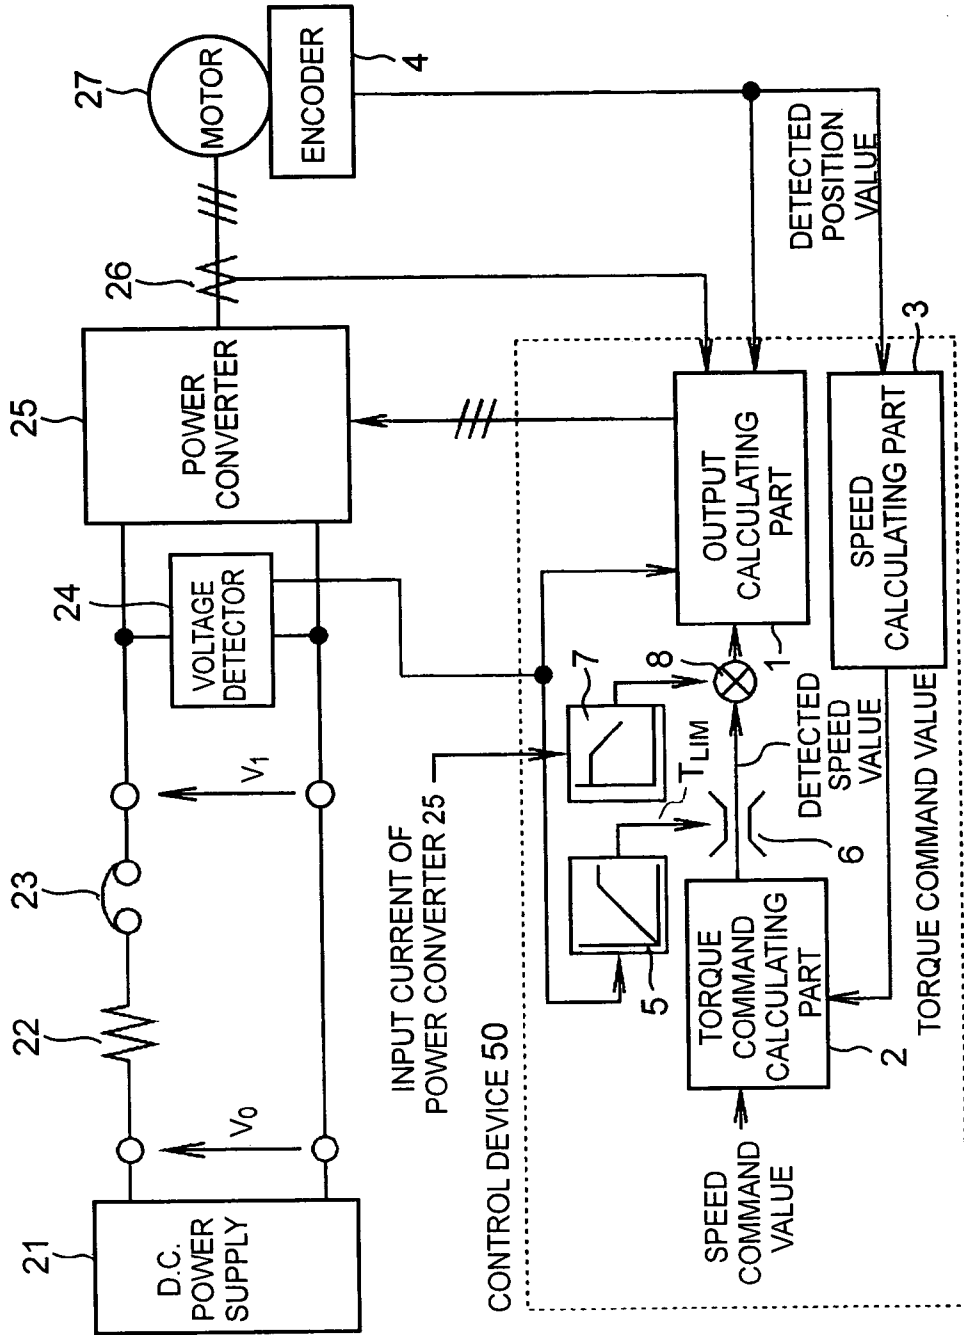 21
D.C.
POWER
SUPPLY
V0
22
23
V1
24
VOLTAGE
DETECTOR
25
POWER
CONVERTER
26
27
MOTOR
ENCODER
4
INPUT CURRENT OF
POWER CONVERTER 25
CONTROL DEVICE 50
SPEED
COMMAND
VALUE
TORQUE
COMMAND
CALCULATING
PART
2
5
TLIM
6
7
8
DETECTED
SPEED
VALUE
OUTPUT
CALCULATING
PART
1
TORQUE COMMAND VALUE
SPEED
CALCULATING PART
3
DETECTED
POSITION
VALUE